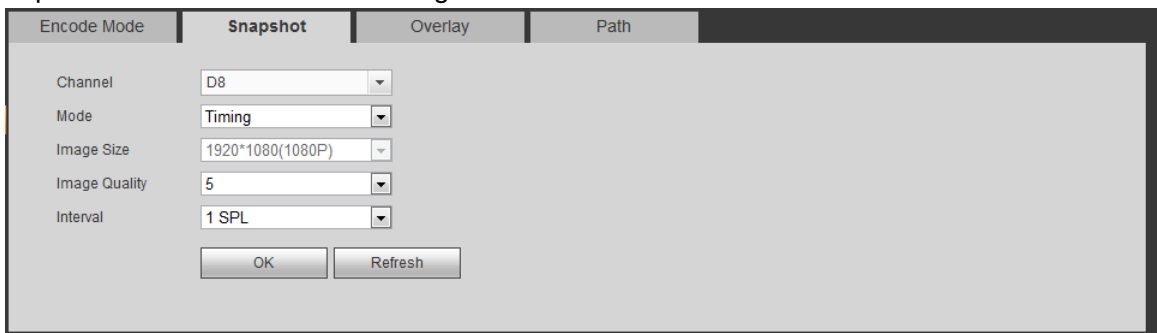 Encode Mode Snapshot Overlay Path
Channel D8
Mode Timing
Image Size 1920*1080(1080P)
Image Quality 5
Interval 1 SPL
OK Refresh